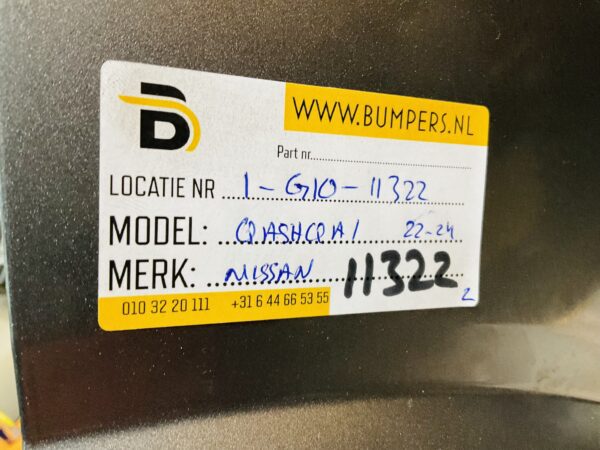 B
WWW.BUMPERS.NL
Part nr
LOCATIE NR 1-G10-11322
MODEL: QASHQAI 22-24
MERK: NISSAN 11322 2
010 32 20 111 +31 6 44 66 53 55